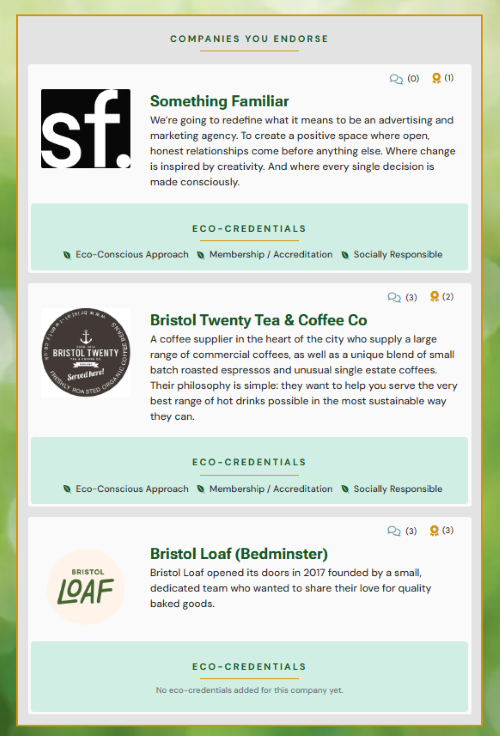 COMPANIES YOU ENDORSE
(0) (1)
sf.
Something Familiar
We're going to redefine what it means to be an advertising and
marketing agency. To create a positive space where open,
honest relationships come before anything else. Where change
is inspired by creativity. And where every single decision is
made consciously.
ECO-CREDENTIALS
Eco-Conscious Approach Membership / Accreditation Socially Responsible
(3) (2)
www.bristoltwenty.co.uk
BRISTOL TWENTY
TEA & COFFEE CO.
Served here!
FRESHLY ROASTED ORGANIC COFFEE BEANS
Bristol Twenty Tea & Coffee Co
A coffee supplier in the heart of the city who supply a large
range of commercial coffees, as well as a unique blend of small
batch roasted espressos and unusual single estate coffees.
Their philosophy is simple: they want to help you serve the very
best range of hot drinks possible in the most sustainable way
they can.
ECO-CREDENTIALS
Eco-Conscious Approach Membership / Accreditation Socially Responsible
(3) (3)
BRISTOL
LOAF
Bristol Loaf (Bedminster)
Bristol Loaf opened its doors in 2017 founded by a small,
dedicated team who wanted to share their love for quality
baked goods.
ECO-CREDENTIALS
No eco-credentials added for this company yet.